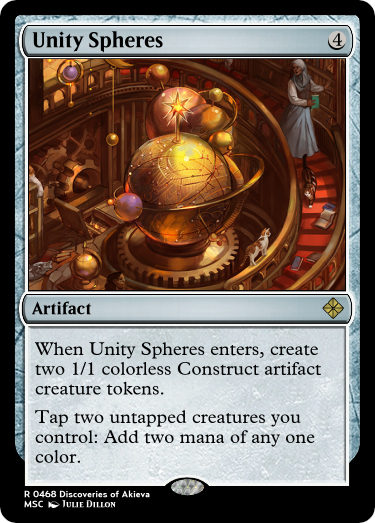 Unity Spheres 4
Artifact
When Unity Spheres enters, create
two 1/1 colorless Construct artifact
creature tokens.
Tap two untapped creatures you
control: Add two mana of any one
color.
R 0468 Discoveries of Akieva
MSC Julie Dillon